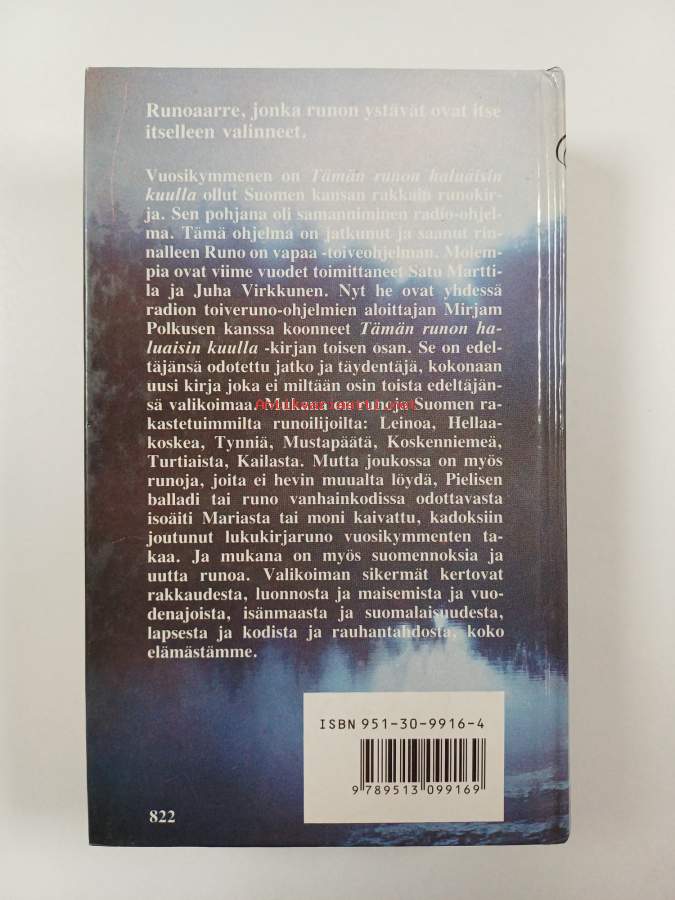 Runoaarre, jonka runon ystävät ovat itse
itselleen valinneet.
Vuosikymmenen on Tämän runon haluaisin
kuulla ollut Suomen kansan rakkain runokir-
ja. Sen pohjana oli samanniminen radio-ohjel-
ma. Tämä ohjelma on jatkunut ja saanut rin-
nalleen Runo on vapaa -toiveohjelman. Molem-
pia ovat viime vuodet toimittaneet Satu Martti-
la ja Juha Virkkunen. Nyt he ovat yhdessä
radion toiveruno-ohjelmien aloittajan Mirjam
Polkusen kanssa koonneet Tämän runon ha-
luaisin kuulla -kirjan toisen osan. Se on edel-
täjänsä odotettu jatko ja täydentäjä, kokonaan
uusi kirja joka ei miltään osin toista edeltäjän-
sä valikoimaa. Mukana on runoja Suomen ra-
kastetuimmilta runoilijoilta: Leinoa, Hellaa-
koskea, Tynniä, Mustapäätä, Koskenniemeä,
Turtiaista, Kailasta. Mutta joukossa on myös
runoja, joita ei hevin muualta löydä, Pielisen
balladi tai runo vanhainkodissa odottavasta
isoäiti Mariasta tai moni kaivattu, kadoksiin
joutunut lukukirjaruno vuosikymmenten ta-
kaa. Ja mukana on myös suomennoksia ja
uutta runoa. Valikoiman sikermät kertovat
rakkaudesta, luonnosta ja maisemista ja vuo-
denajoista, isänmaasta ja suomalaisuudesta,
lapsesta ja kodista ja rauhantahdosta, koko
elämästämme.
ISBN 951-30-9916-4
9 789513 099169
822